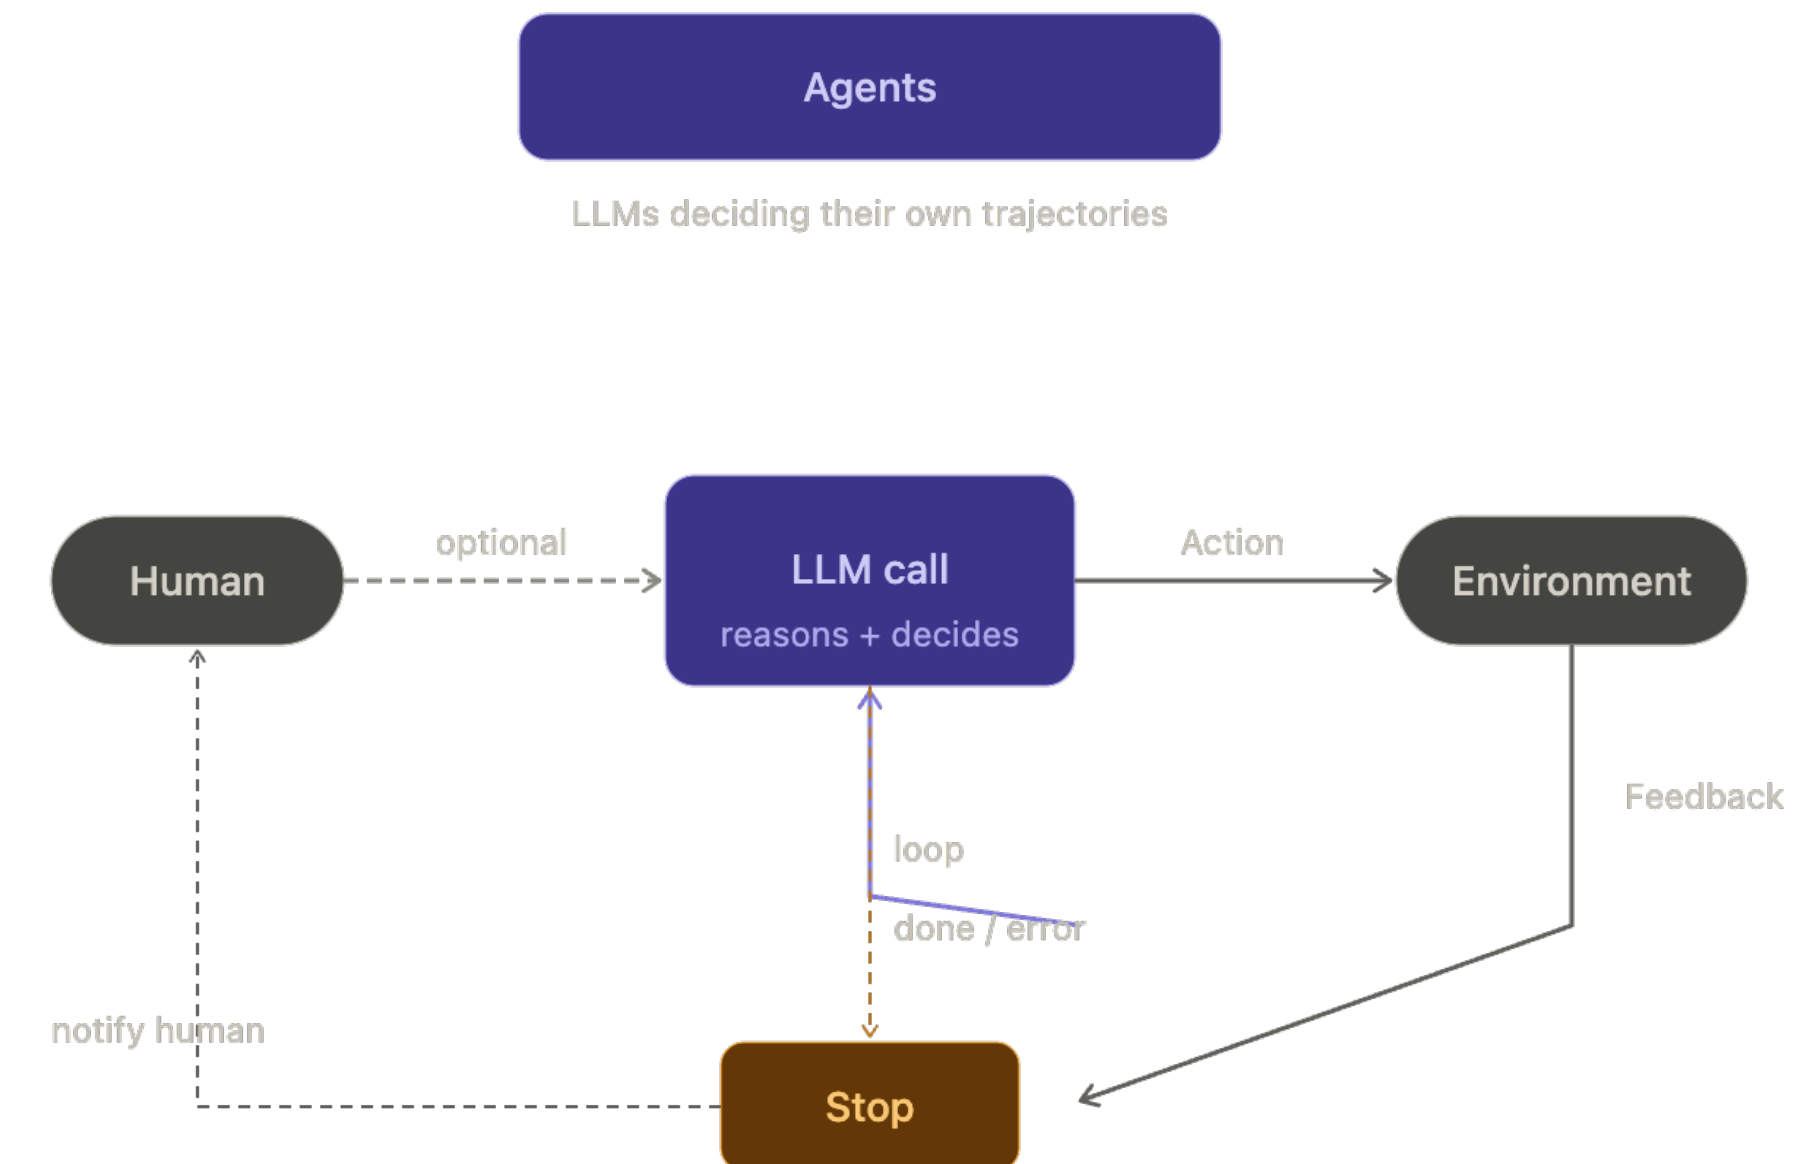 Agents
LLMs deciding their own trajectories
optional
Action
Human
LLM call
Environment
reasons + decides
Feedback
loop
done / error
notify human
Stop